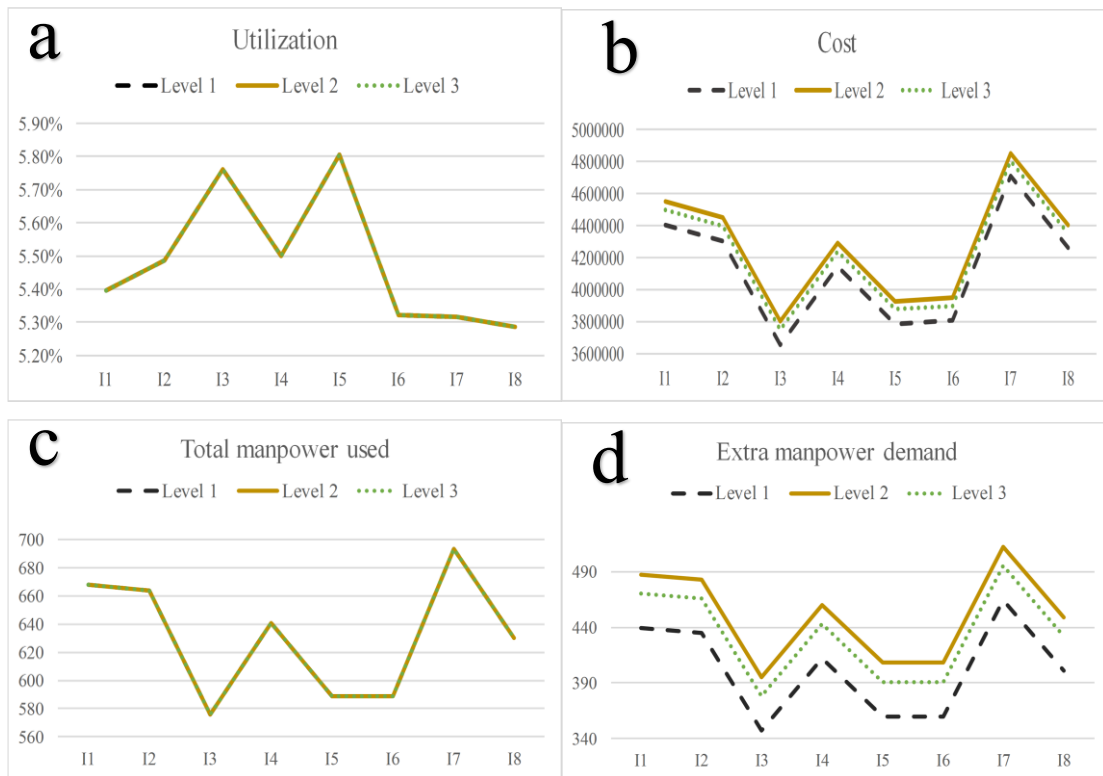 a
Utilization
Level 1 Level 2 Level 3
5.90%
5.80%
5.70%
5.60%
5.50%
5.40%
5.30%
5.20%
I1 I2 I3 I4 I5 I6 I7 I8
b
Cost
Level 1 Level 2 Level 3
5000000
4800000
4600000
4400000
4200000
4000000
3800000
3600000
I1 I2 I3 I4 I5 I6 I7 I8
c
Total manpower used
Level 1 Level 2 Level 3
700
680
660
640
620
600
580
560
I1 I2 I3 I4 I5 I6 I7 I8
d
Extra manpower demand
Level 1 Level 2 Level 3
490
440
390
340
I1 I2 I3 I4 I5 I6 I7 I8